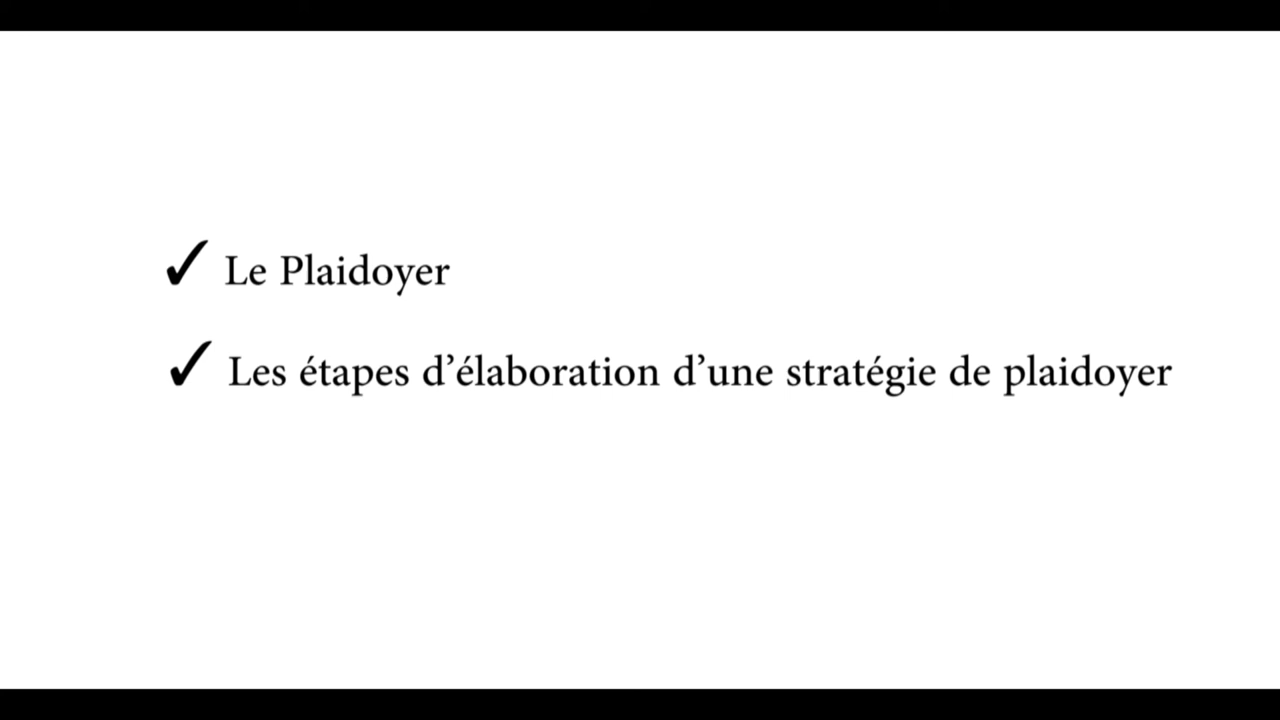 ✓ Le Plaidoyer
✓ Les étapes d’élaboration d’une stratégie de plaidoyer